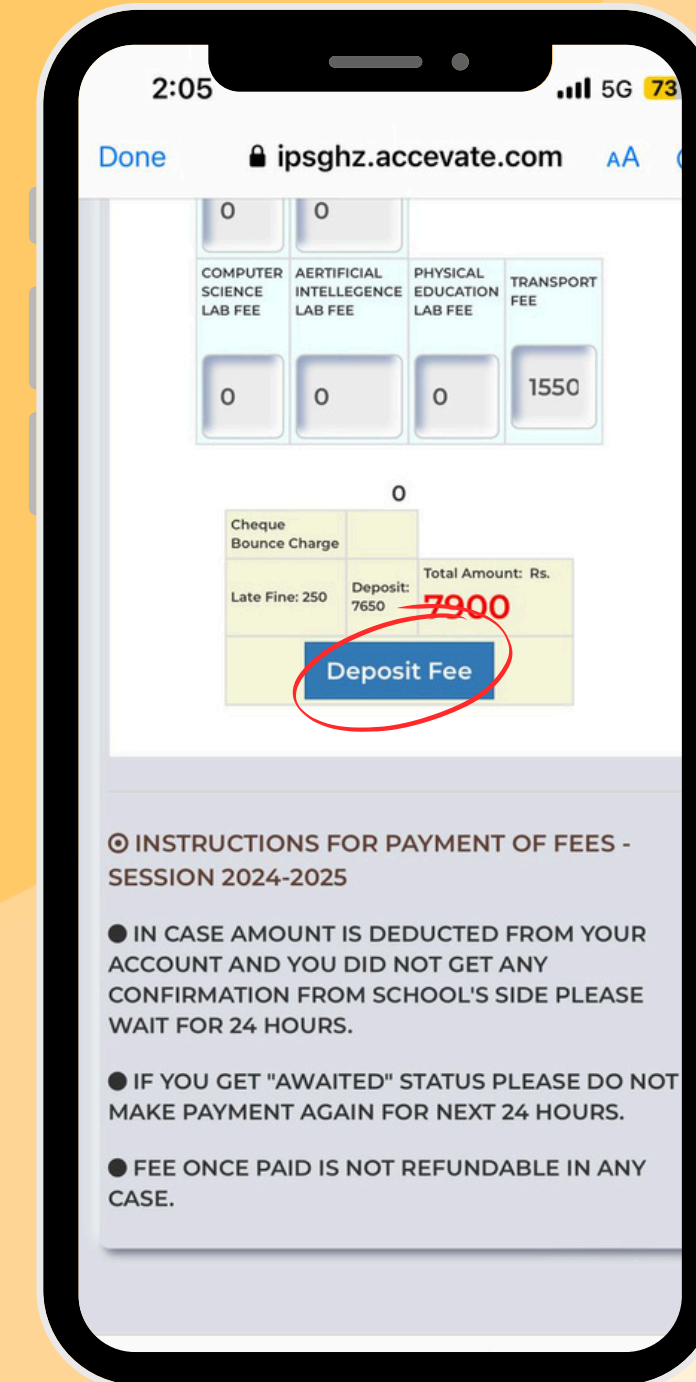 2:05 5G 73
Done ipsghz.accevate.com AA
0 0
COMPUTER SCIENCE LAB FEE
AERTIFICIAL INTELLEGENCE LAB FEE
PHYSICAL EDUCATION LAB FEE
TRANSPORT FEE
0 0 0 1550
0
Cheque
Bounce Charge
Late Fine: 250
Deposit:
7650
Total Amount: Rs.
7900
Deposit Fee
INSTRUCTIONS FOR PAYMENT OF FEES -
SESSION 2024-2025
● IN CASE AMOUNT IS DEDUCTED FROM YOUR
ACCOUNT AND YOU DID NOT GET ANY
CONFIRMATION FROM SCHOOL'S SIDE PLEASE
WAIT FOR 24 HOURS.
● IF YOU GET "AWAITED" STATUS PLEASE DO NOT
MAKE PAYMENT AGAIN FOR NEXT 24 HOURS.
● FEE ONCE PAID IS NOT REFUNDABLE IN ANY
CASE.